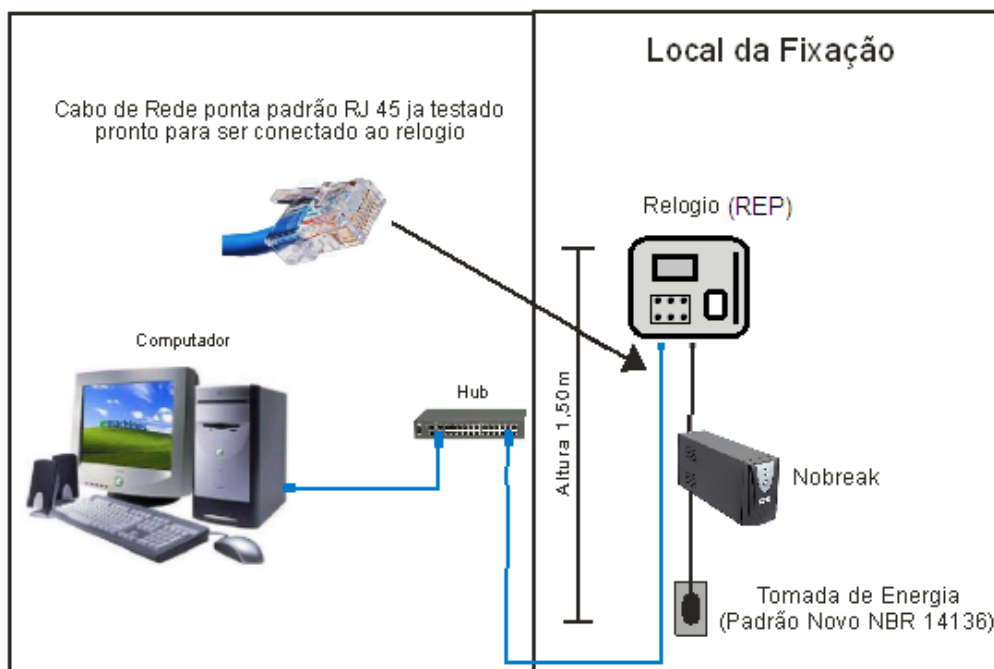 Local da Fixação
Cabo de Rede ponta padrão RJ 45 ja testado
pronto para ser conectado ao relogio
Relogio (REP)
Computador
Hub
Altura 1,50m
Nobreak
Tomada de Energia
(Padrão Novo NBR 14136)